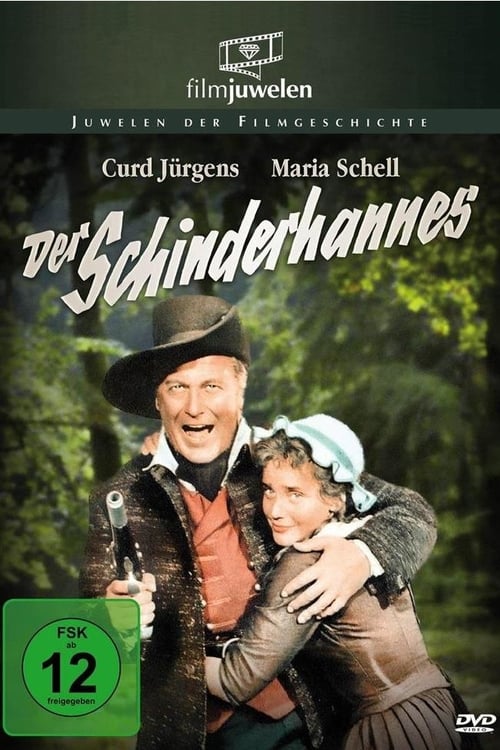 filmjuwelen
JUWELEN DER FILMGESCHICHTE
Curd Jürgens Maria Schell
Der Schinderhannes
FSK
ab
12
freigegeben
DVD
VIDEO